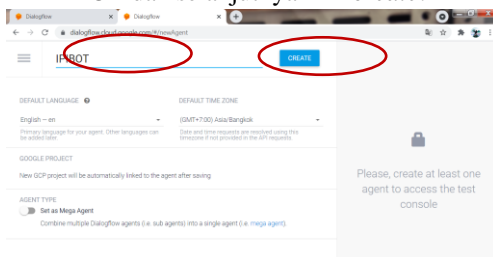 Dialogflow
Dialogflow
dialogflow.cloud.google.com/#/newAgent
IPIBOT
CREATE
DEFAULT LANGUAGE
DEFAULT TIME ZONE
English – en
(GMT+7:00) Asia/Bangkok
Primary language for your agent. Other languages can
be added later.
Date and time requests are resolved using this
timezone if not provided in the API requests.
GOOGLE PROJECT
New GCP project will be automatically linked to the agent after saving
AGENT TYPE
Set as Mega Agent
Combine multiple Dialogflow agents (i.e. sub agents) into a single agent (i.e. mega agent).
Please, create at least one
agent to access the test
console